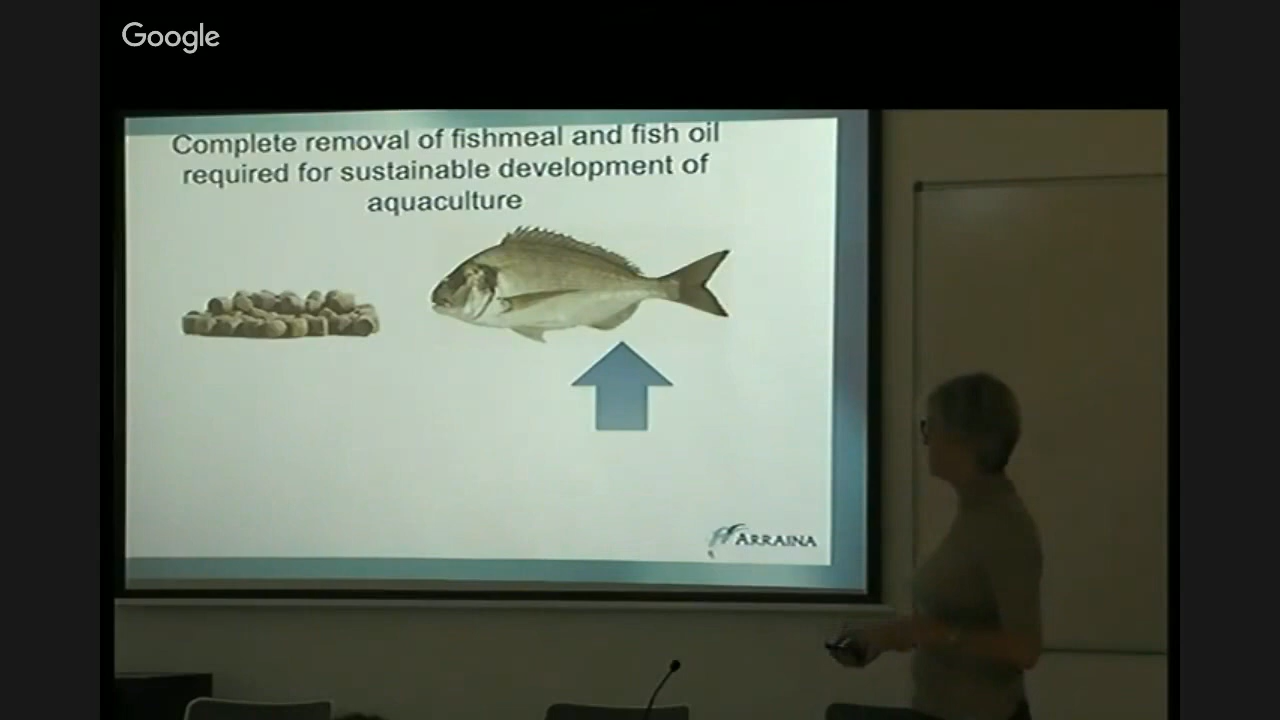 Google
Complete removal of fishmeal and fish oil
required for sustainable development of
aquaculture
ARRAINA